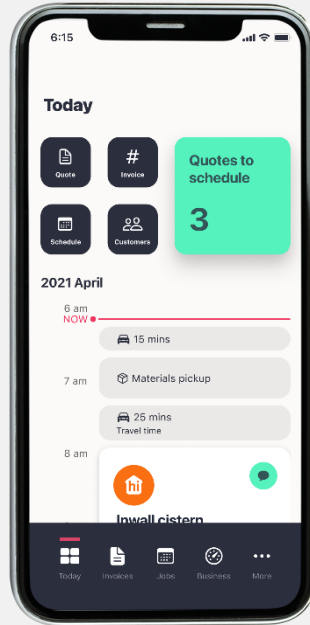 6:15
Today
Quote
Invoice
Quotes to
schedule
3
Schedule
Customers
2021 April
6 am
NOW
15 mins
7 am
Materials pickup
25 mins
Travel time
8 am
hi
Inwall cistern
Today
Invoices
Jobs
Business
More